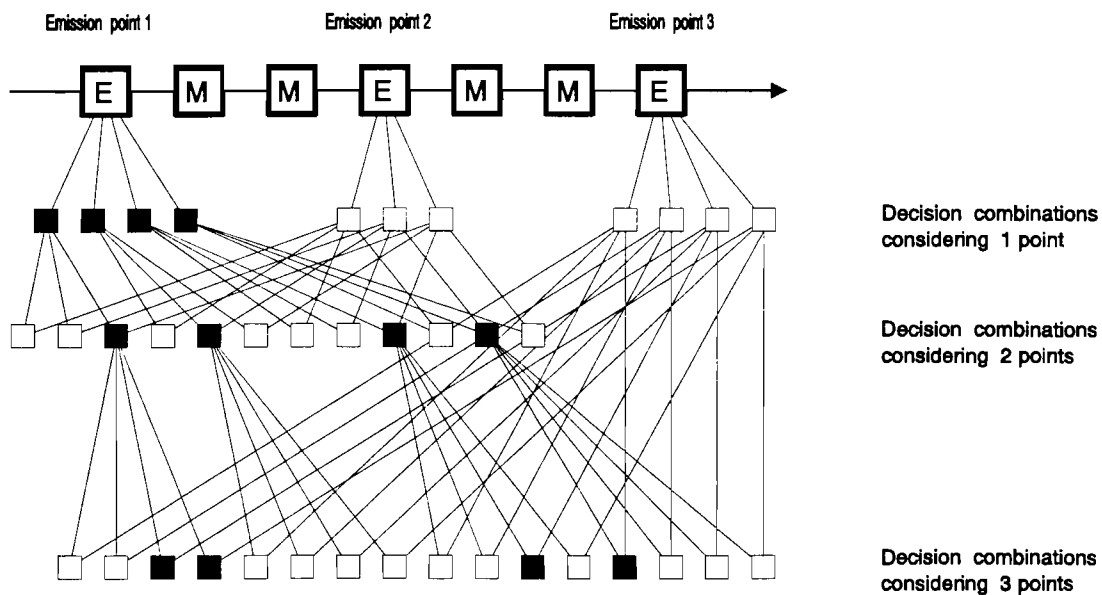 Emission point 1 Emission point 2 Emission point 3
E M M E M M E
Decision combinations
considering 1 point
Decision combinations
considering 2 points
Decision combinations
considering 3 points